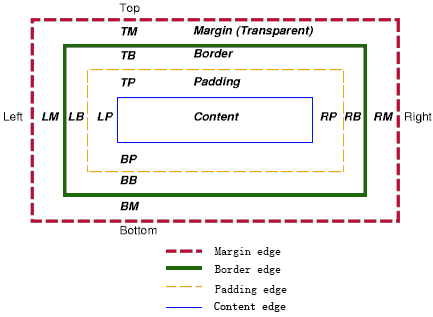 Top
TM Margin (Transparent)
TB Border
TP Padding
Left LM LB LP Content RP RB RM Right
BP
BB
BM
Bottom
Margin edge
Border edge
Padding edge
Content edge